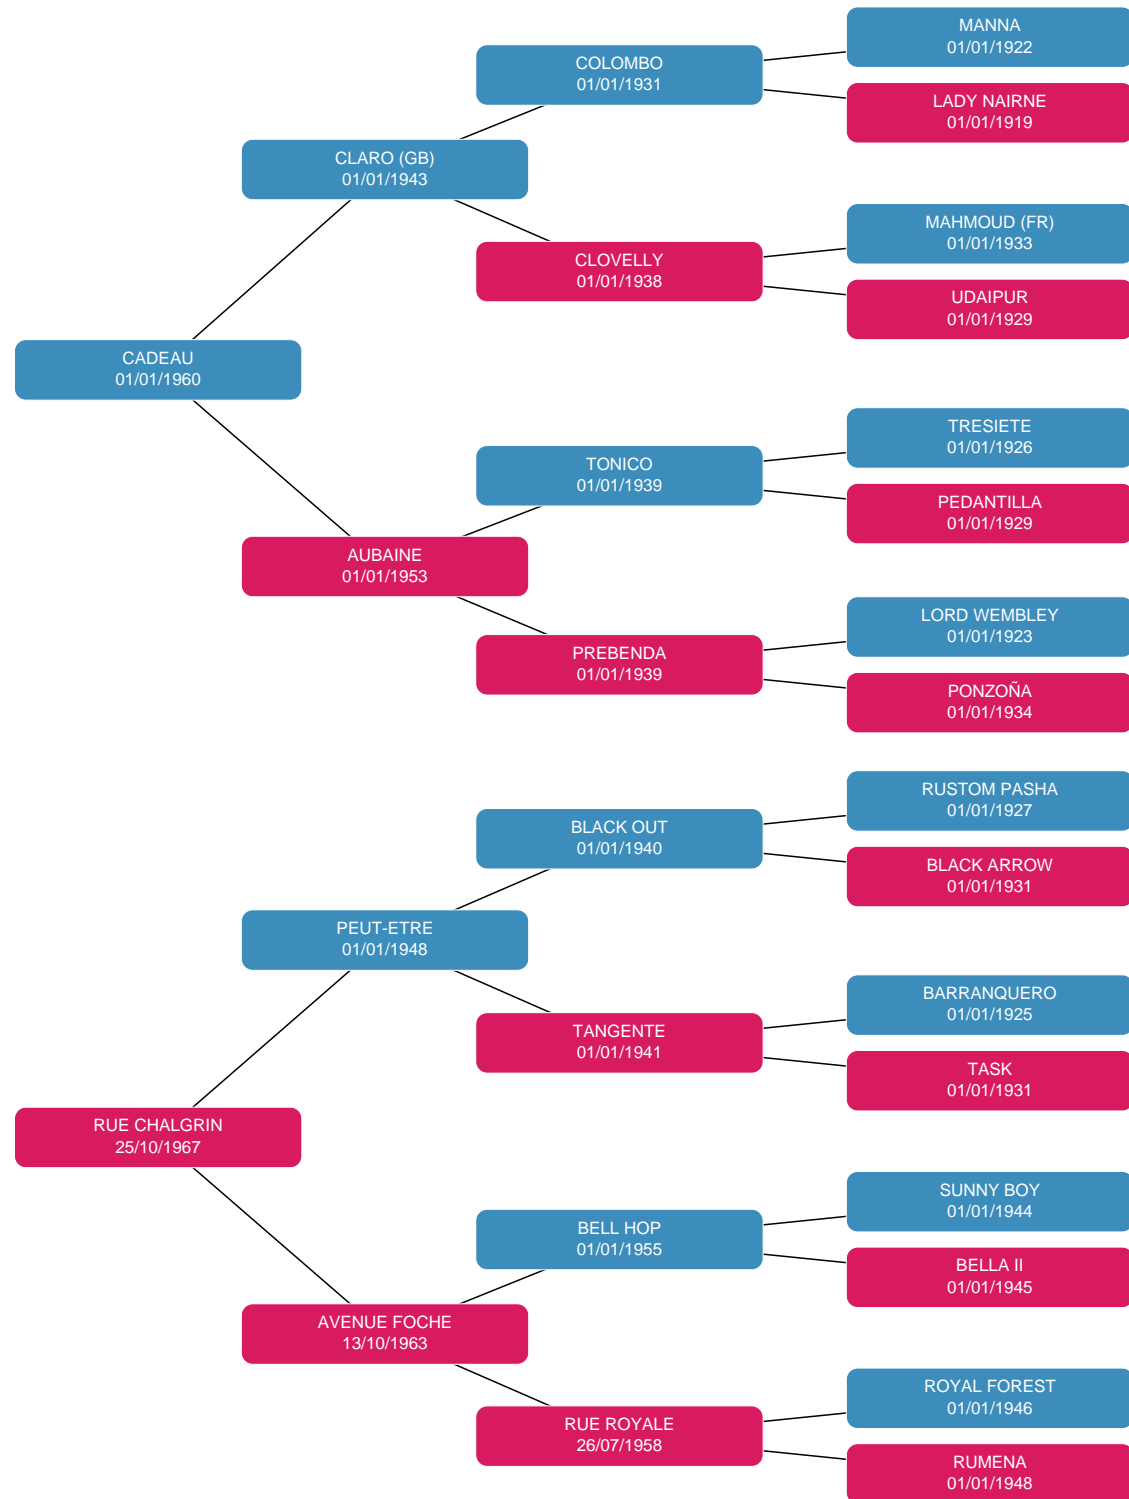 MANNA
01/01/1922
COLOMBO
01/01/1931
LADY NAIRNE
01/01/1919
CLARO (GB)
01/01/1943
MAHMOUD (FR)
01/01/1933
CLOVELLY
01/01/1938
UDAIPUR
01/01/1929
CADEAU
01/01/1960
TRESIETE
01/01/1926
TONICO
01/01/1939
PEDANTILLA
01/01/1929
AUBAINE
01/01/1953
LORD WEMBLEY
01/01/1923
PREBENDA
01/01/1939
PONZOÑA
01/01/1934
RUSTOM PASHA
01/01/1927
BLACK OUT
01/01/1940
BLACK ARROW
01/01/1931
PEUT-ETRE
01/01/1948
BARRANQUERO
01/01/1925
TANGENTE
01/01/1941
TASK
01/01/1931
RUE CHALGRIN
25/10/1967
SUNNY BOY
01/01/1944
BELL HOP
01/01/1955
BELLA II
01/01/1945
AVENUE FOCHE
13/10/1963
ROYAL FOREST
01/01/1946
RUE ROYALE
26/07/1958
RUMENA
01/01/1948